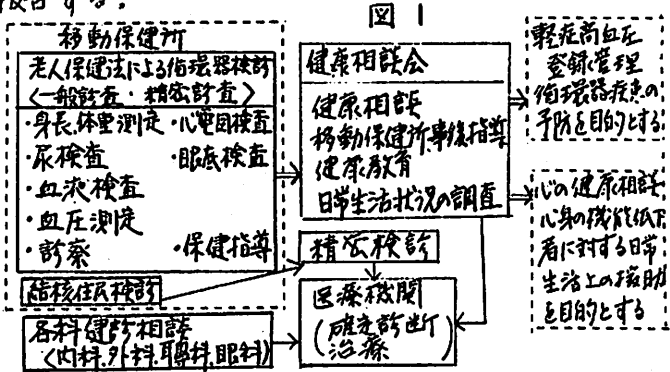 報告する。
図1
移動保健所
老人保健法による循環器検診
〈一般診査・精密診査〉
・身長、体重測定
・心電図検査
・尿検査
・眼底検査
・血液検査
・血圧測定
・診察
・保健指導
結核住民検診
各科健診相談
〈内科、外科、耳鼻科、眼科〉
健康相談会
健康相談
移動保健所事後指導
健康教育
日常生活状況の調査
精密検診
医療機関
(確定診断
治療)
軽症高血圧
登録管理
循環器疾患の
予防を目的とする
心の健康相談
心身の機能低下
者に対する日常
生活上の援助
を目的とする